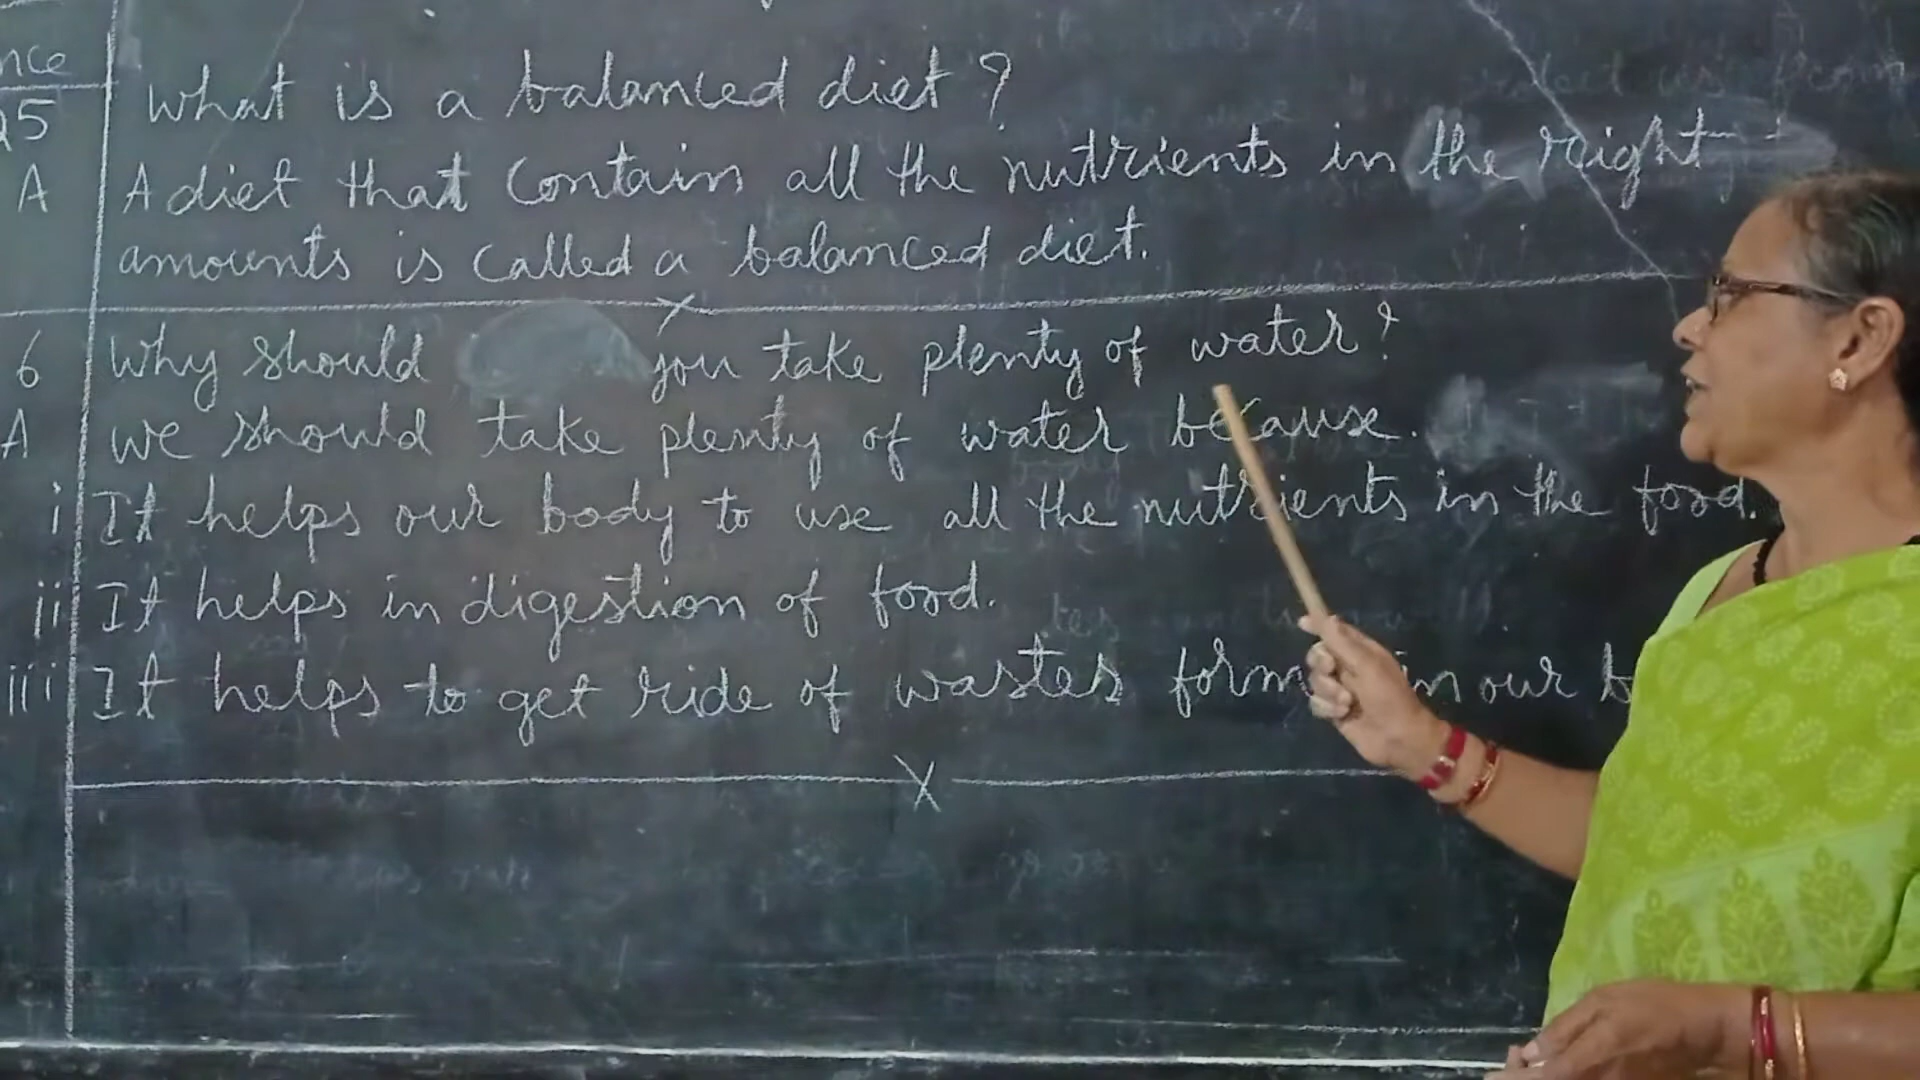 nce
Q5 What is a balanced diet?
A A diet that contain all the nutrients in the right
amounts is called a balanced diet.
6 Why should you take plenty of water?
A we should take plenty of water because.
i It helps our body to use all the nutrients in the food.
ii It helps in digestion of food.
iii It helps to get ride of wastes form in our b